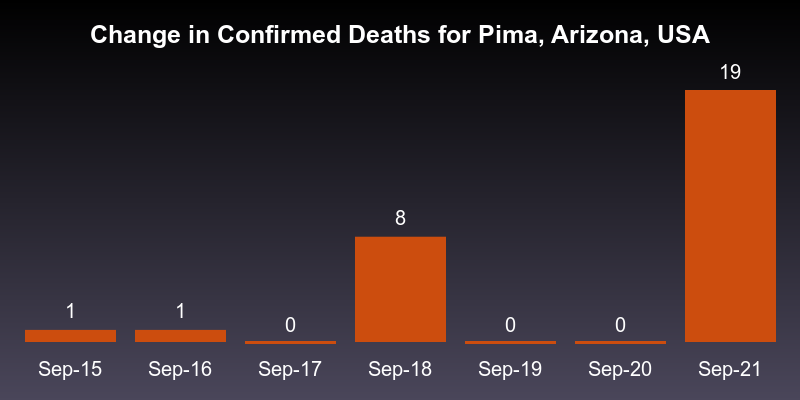 Change in Confirmed Deaths for Pima, Arizona, USA
19
8
1 1 0 0 0
Sep-15 Sep-16 Sep-17 Sep-18 Sep-19 Sep-20 Sep-21